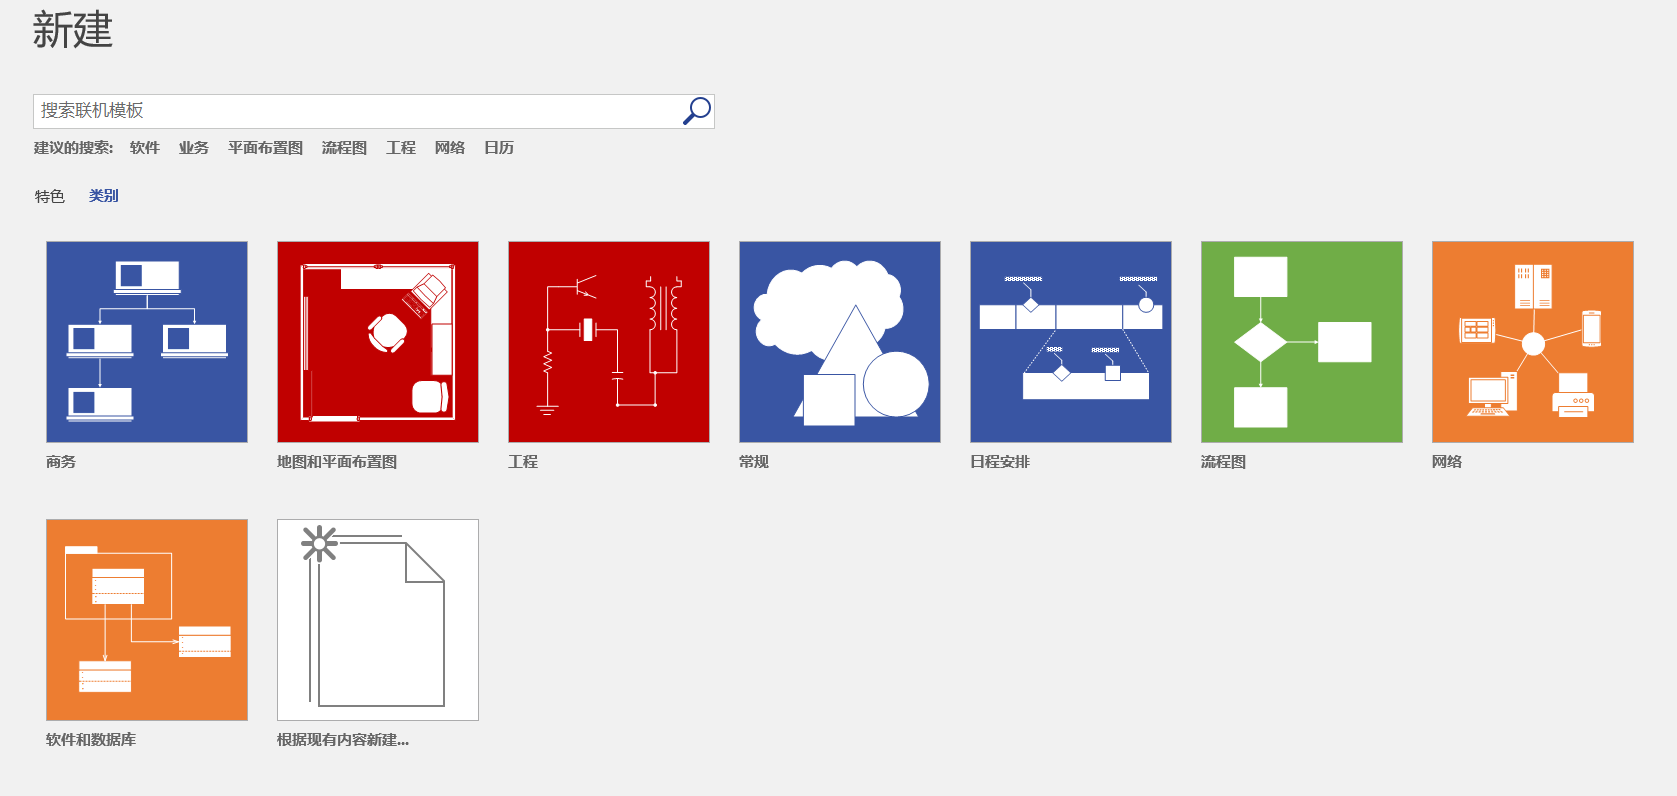 新建
搜索联机模板
建议的搜索: 软件 业务 平面布置图 流程图 工程 网络 日历
特色 类别
商务 地图和平面布置图 工程 常规 日程安排 流程图 网络
软件和数据库 根据现有内容新建...